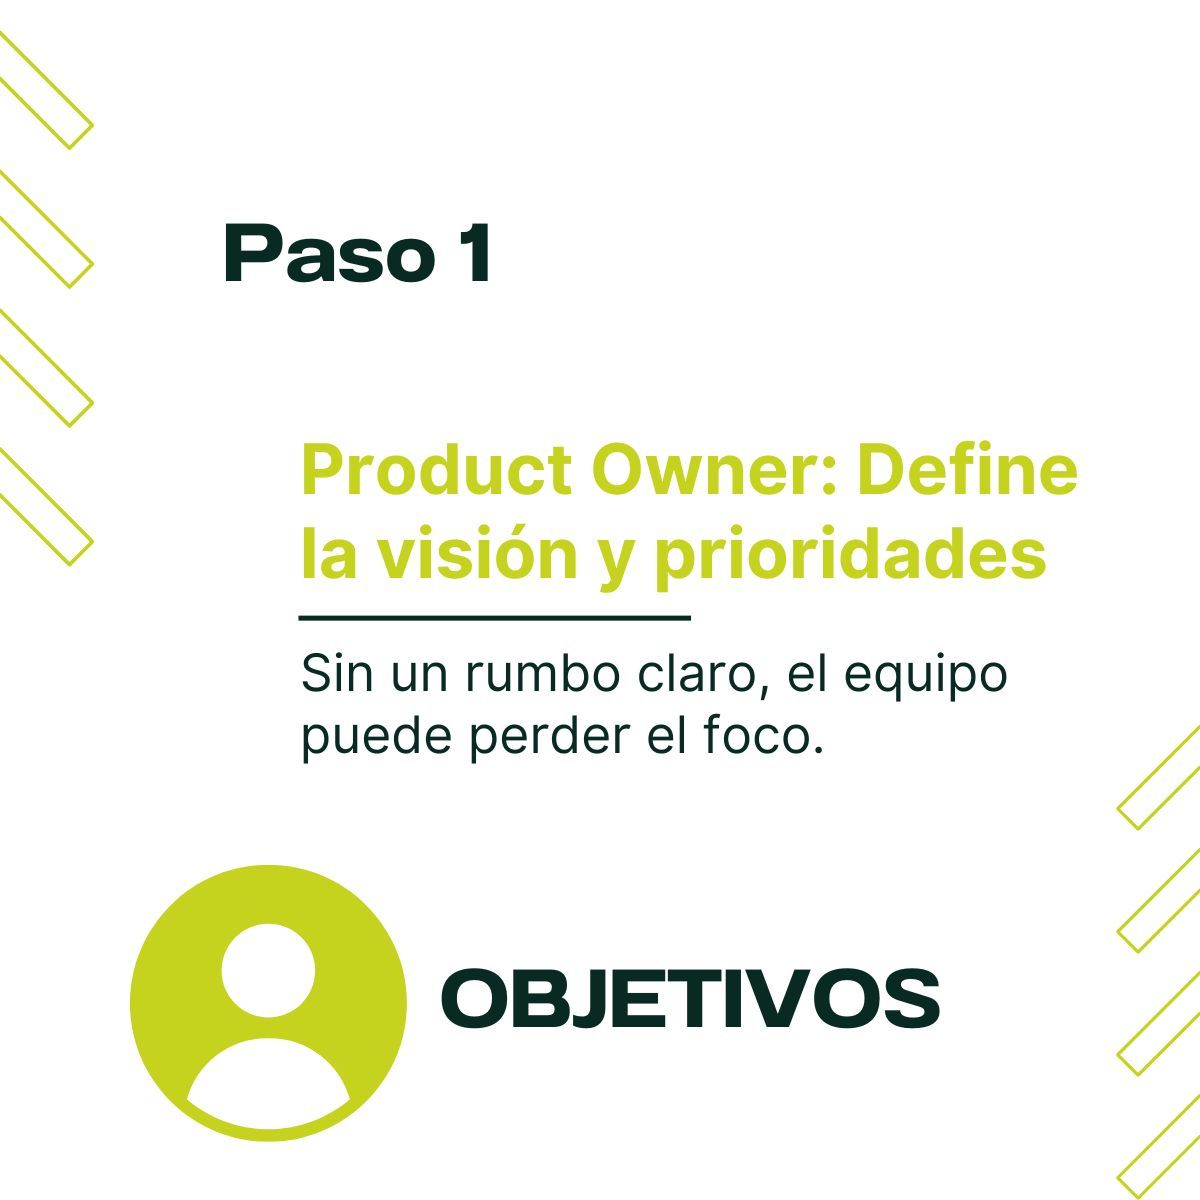 Paso 1
Product Owner: Define
la visión y prioridades
Sin un rumbo claro, el equipo
puede perder el foco.
OBJETIVOS